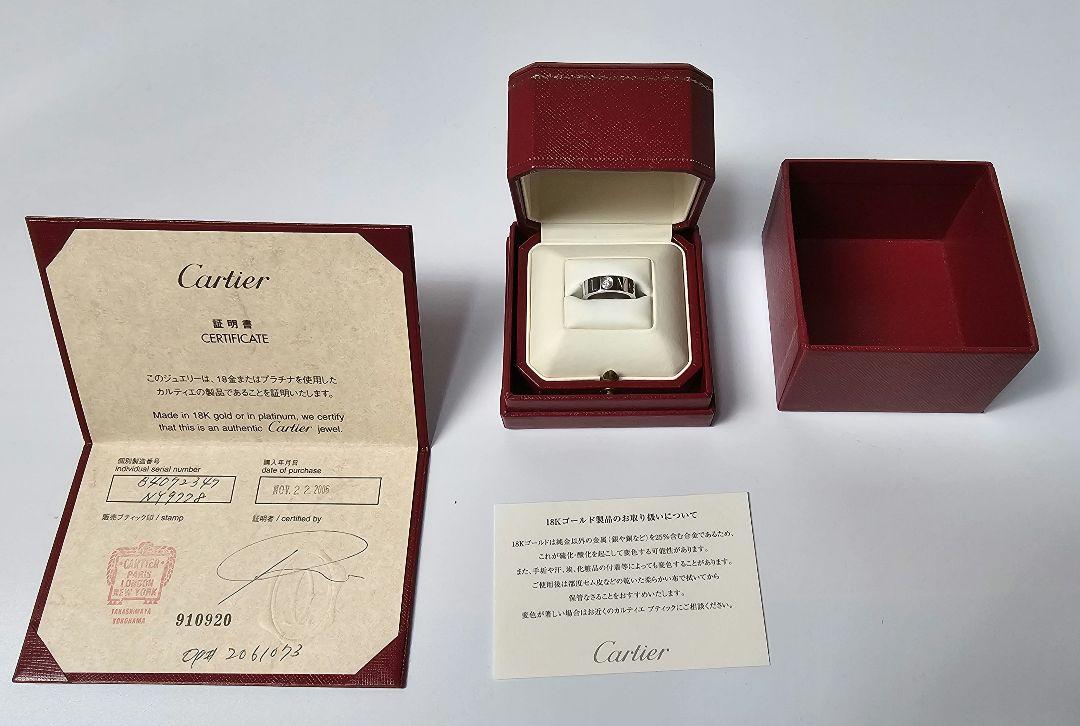 Cartier
証明書
CERTIFICATE
このジュエリーは、18金またはプラチナを使用した
カルティエの製品であることを証明いたします。
Made in 18K gold or in platinum, we certify
that this is an authentic Cartier jewel.
個別製造番号
individual serial number
B4072347
NY9778
購入年月日
date of purchase
NOV. 22. 2006
販売ブティック印 / stamp
証明者 / certified by
CARTIER
PARIS
LONDON
NEW YORK
TAKASHIMAYA
YOKOHAMA
910920
2061073
18Kゴールド製品のお取り扱いについて
18Kゴールドは純金以外の金属(銀や銅など)を25%含む合金であるため、
これが硫化・酸化を起こして変色する可能性があります。
また、手垢や汗、埃、化粧品の付着等によっても変色することがあります。
ご使用後は都度セム皮などの乾いた柔らかい布で拭いてから
保管なさることをおすすめいたします。
変色が著しい場合はお近くのカルティエ ブティックにご相談ください。
Cartier